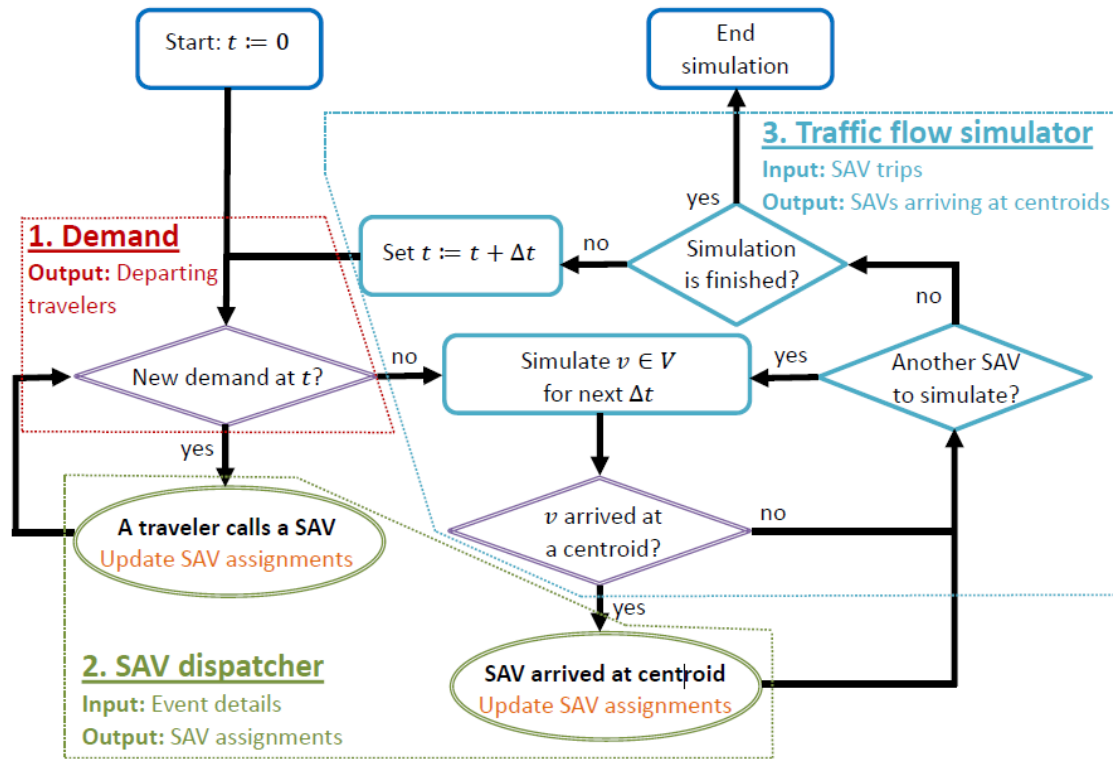 Start: t ≔ 0
End
simulation
3. Traffic flow simulator
Input: SAV trips
Output: SAVs arriving at centroids
yes
1. Demand
Output: Departing
travelers
Set t ≔ t + Δt
no
Simulation
is finished?
no
New demand at t?
no
Simulate v ∈ V
for next Δt
yes
Another SAV
to simulate?
yes
A traveler calls a SAV
Update SAV assignments
v arrived at
a centroid?
no
yes
2. SAV dispatcher
Input: Event details
Output: SAV assignments
SAV arrived at centroid
Update SAV assignments